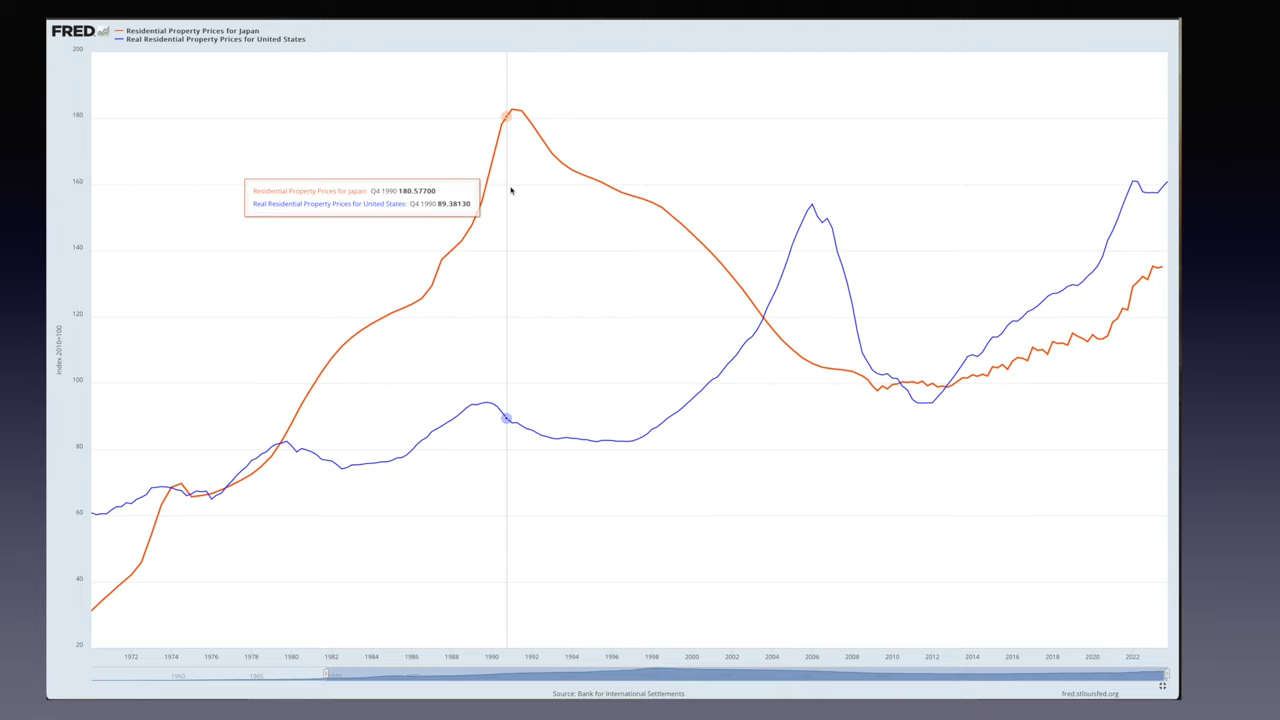 FRED
Residential Property Prices for Japan
Real Residential Property Prices for United States
200
180
160
140
120
100
80
60
40
20
Index 2010=100
Residential Property Prices for Japan: Q4 1990 180.57700
Real Residential Property Prices for United States: Q4 1990 89.38130
1972 1974 1976 1978 1980 1982 1984 1986 1988 1990 1992 1994 1996 1998 2000 2002 2004 2006 2008 2010 2012 2014 2016 2018 2020 2022
1960 1965
Source: Bank for International Settlements
fred.stlouisfed.org